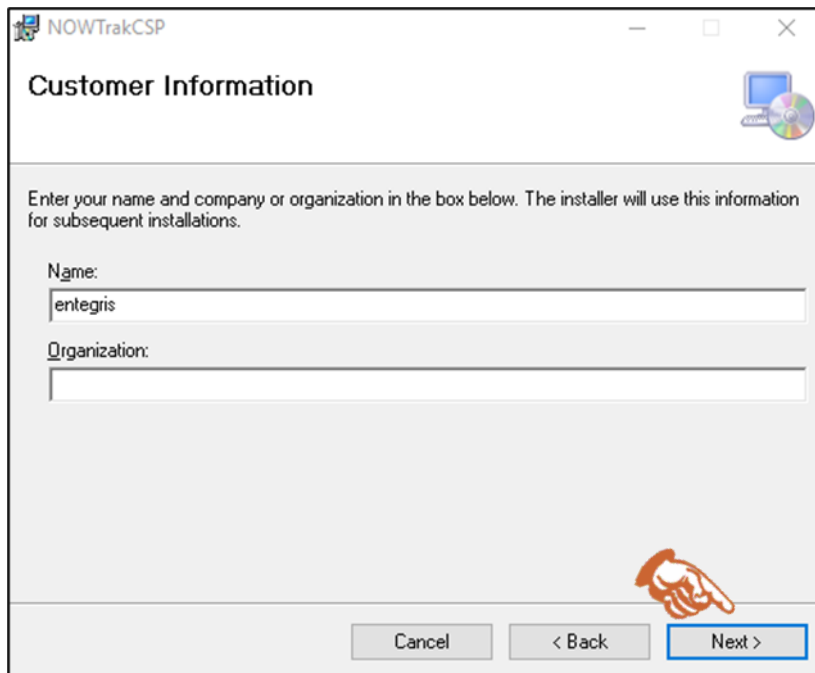 NOWTrakCSP
Customer Information
Enter your name and company or organization in the box below. The installer will use this information
for subsequent installations.
Name:
entegris
Organization:
Cancel
< Back
Next >